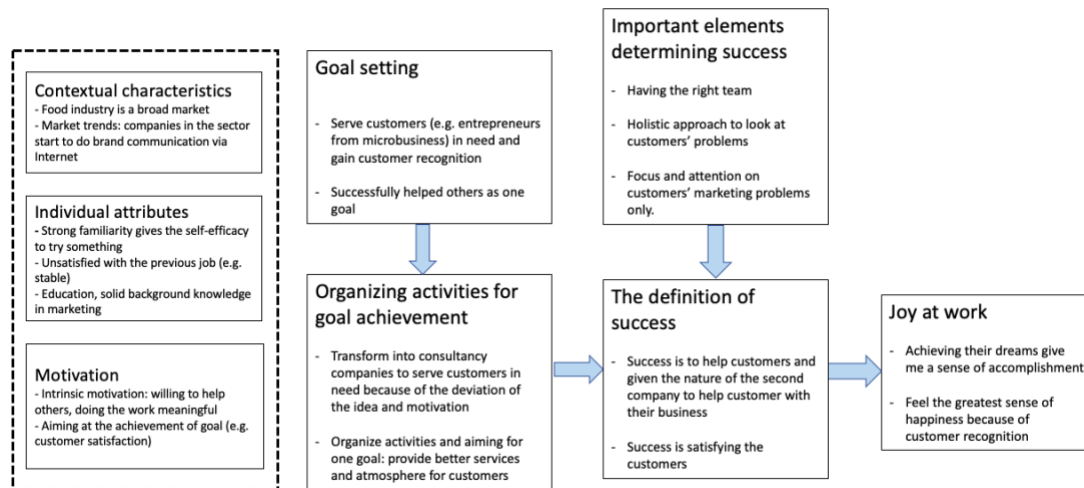 Contextual characteristics
- Food industry is a broad market
- Market trends: companies in the sector
start to do brand communication via
Internet
Individual attributes
- Strong familiarity gives the self-efficacy
to try something
- Unsatisfied with the previous job (e.g.
stable)
- Education, solid background knowledge
in marketing
Motivation
- Intrinsic motivation: willing to help
others, doing the work meaningful
- Aiming at the achievement of goal (e.g.
customer satisfaction)
Goal setting
- Serve customers (e.g. entrepreneurs
from microbusiness) in need and
gain customer recognition
- Successfully helped others as one
goal
Organizing activities for
goal achievement
- Transform into consultancy
companies to serve customers in
need because of the deviation of
the idea and motivation
- Organize activities and aiming for
one goal: provide better services
and atmosphere for customers
Important elements
determining success
- Having the right team
- Holistic approach to look at
customers' problems
- Focus and attention on
customers' marketing problems
only.
The definition of
success
- Success is to help customers and
given the nature of the second
company to help customer with
their business
- Success is satisfying the
customers
Joy at work
- Achieving their dreams give
me a sense of accomplishment
- Feel the greatest sense of
happiness because of
customer recognition